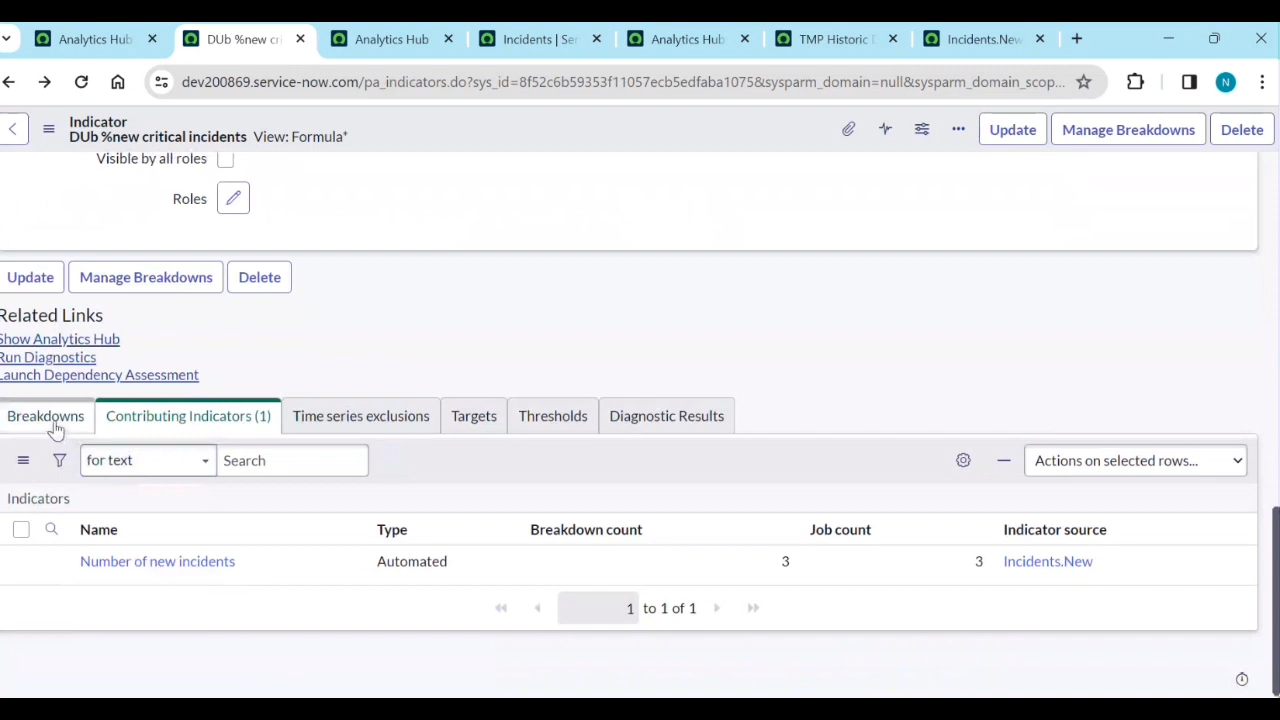 Analytics Hub
DUb %new cri
Analytics Hub
Incidents | Ser
Analytics Hub
TMP Historic
Incidents.New
dev200869.service-now.com/pa_indicators.do?sys_id=8f52c6b59353f11057ecb5edfaba1075&sysparm_domain=null&sysparm_domain_scop...
N
Indicator
DUb %new critical incidents View: Formula*
Update
Manage Breakdowns
Delete
Visible by all roles
Roles
Update
Manage Breakdowns
Delete
Related Links
Show Analytics Hub
Run Diagnostics
Launch Dependency Assessment
Breakdowns
Contributing Indicators (1)
Time series exclusions
Targets
Thresholds
Diagnostic Results
for text
Search
Actions on selected rows...
Indicators
Name Type Breakdown count Job count Indicator source
Number of new incidents Automated 3 3 Incidents.New
1 to 1 of 1